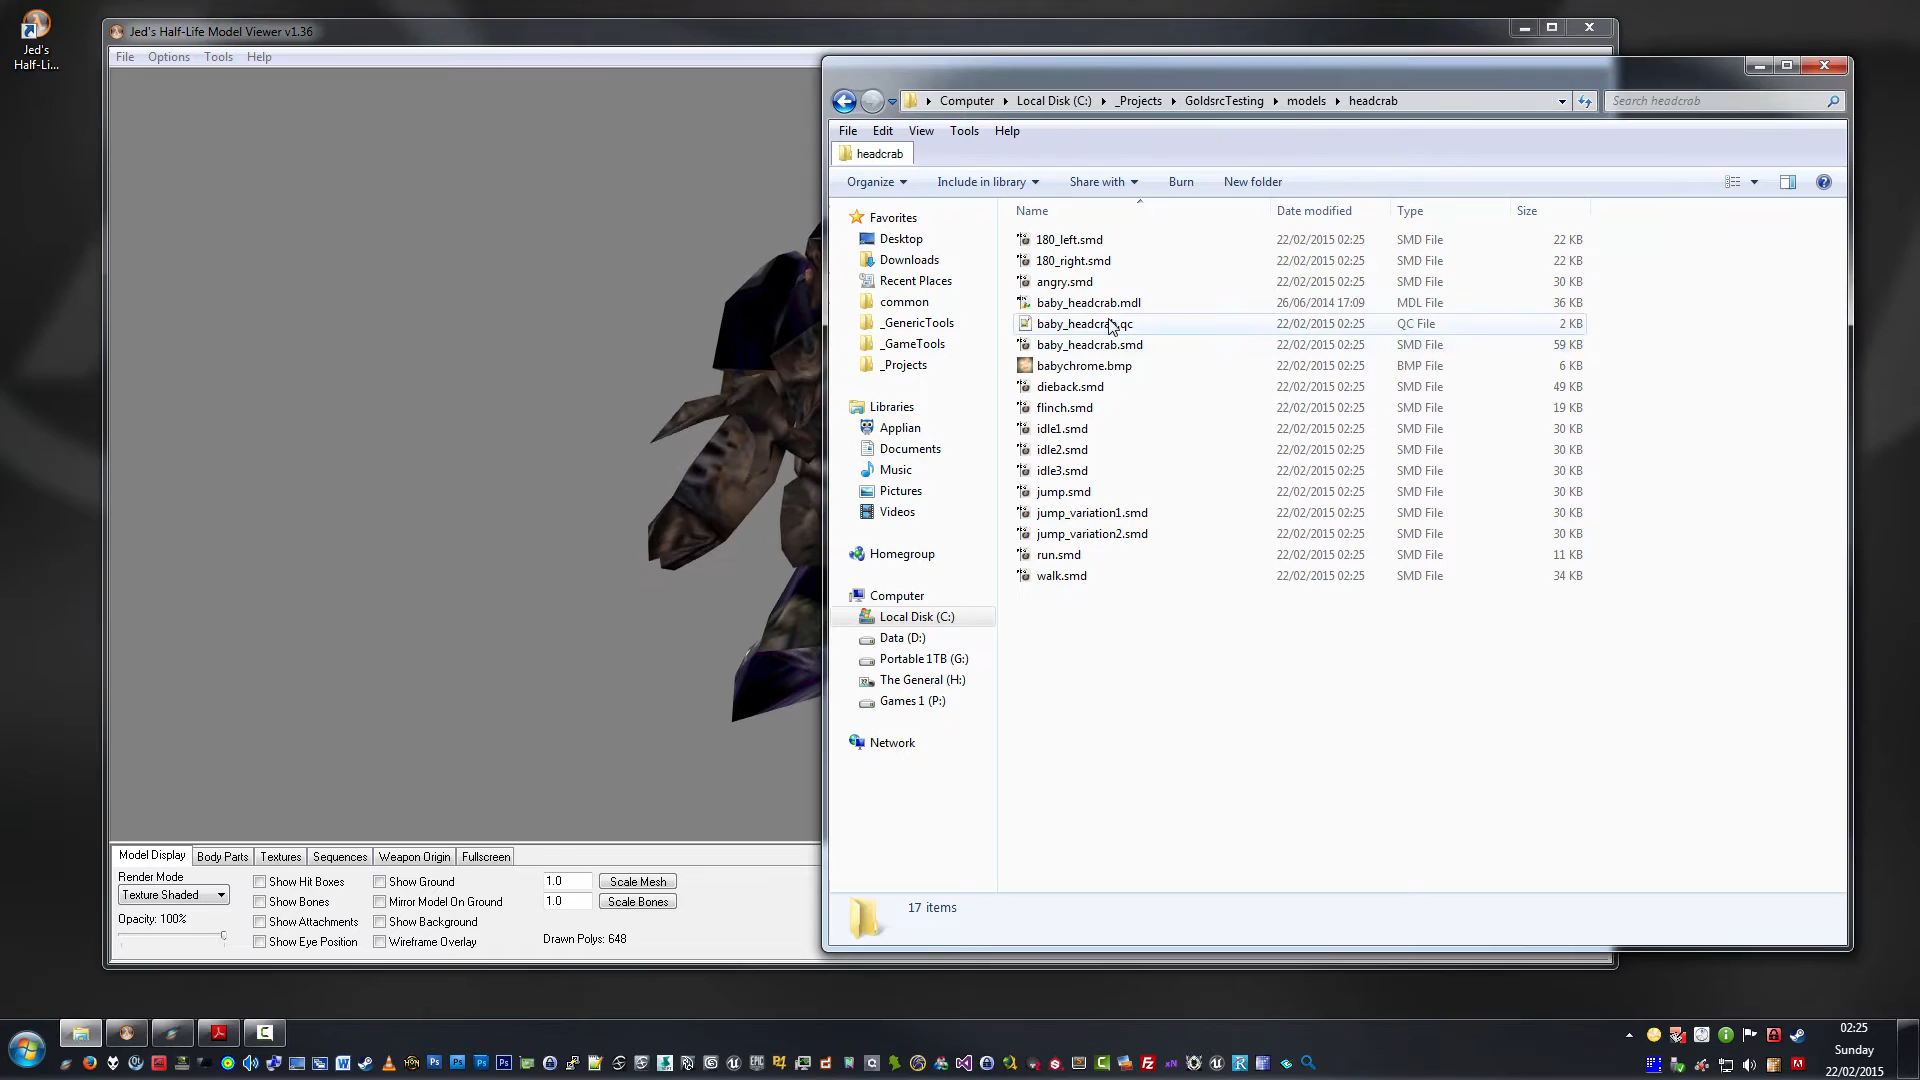 Jed's
Half-Li...
Jed's Half-Life Model Viewer v1.36
File Options Tools Help
Computer Local Disk (C:) _Projects GoldsrcTesting models headcrab
Search headcrab
File Edit View Tools Help
headcrab
Organize Include in library Share with Burn New folder
Name Date modified Type Size
Favorites
Desktop
Downloads
Recent Places
common
_GenericTools
_GameTools
_Projects
Libraries
Applian
Documents
Music
Pictures
Videos
Homegroup
Computer
Local Disk (C:)
Data (D:)
Portable 1TB (G:)
The General (H:)
Games 1 (P:)
Network
180_left.smd 22/02/2015 02:25 SMD File 22 KB
180_right.smd 22/02/2015 02:25 SMD File 22 KB
angry.smd 22/02/2015 02:25 SMD File 30 KB
baby_headcrab.mdl 26/06/2014 17:09 MDL File 36 KB
baby_headcrab.qc 22/02/2015 02:25 QC File 2 KB
baby_headcrab.smd 22/02/2015 02:25 SMD File 59 KB
babychrome.bmp 22/02/2015 02:25 BMP File 6 KB
dieback.smd 22/02/2015 02:25 SMD File 49 KB
flinch.smd 22/02/2015 02:25 SMD File 19 KB
idle1.smd 22/02/2015 02:25 SMD File 30 KB
idle2.smd 22/02/2015 02:25 SMD File 30 KB
idle3.smd 22/02/2015 02:25 SMD File 30 KB
jump.smd 22/02/2015 02:25 SMD File 30 KB
jump_variation1.smd 22/02/2015 02:25 SMD File 30 KB
jump_variation2.smd 22/02/2015 02:25 SMD File 30 KB
run.smd 22/02/2015 02:25 SMD File 11 KB
walk.smd 22/02/2015 02:25 SMD File 34 KB
17 items
Model Display Body Parts Textures Sequences Weapon Origin Fullscreen
Render Mode
Texture Shaded
Opacity: 100%
Show Hit Boxes Show Ground 1.0 Scale Mesh
Show Bones Mirror Model On Ground 1.0 Scale Bones
Show Attachments Show Background
Show Eye Position Wireframe Overlay Drawn Polys: 648
02:25
Sunday
22/02/2015